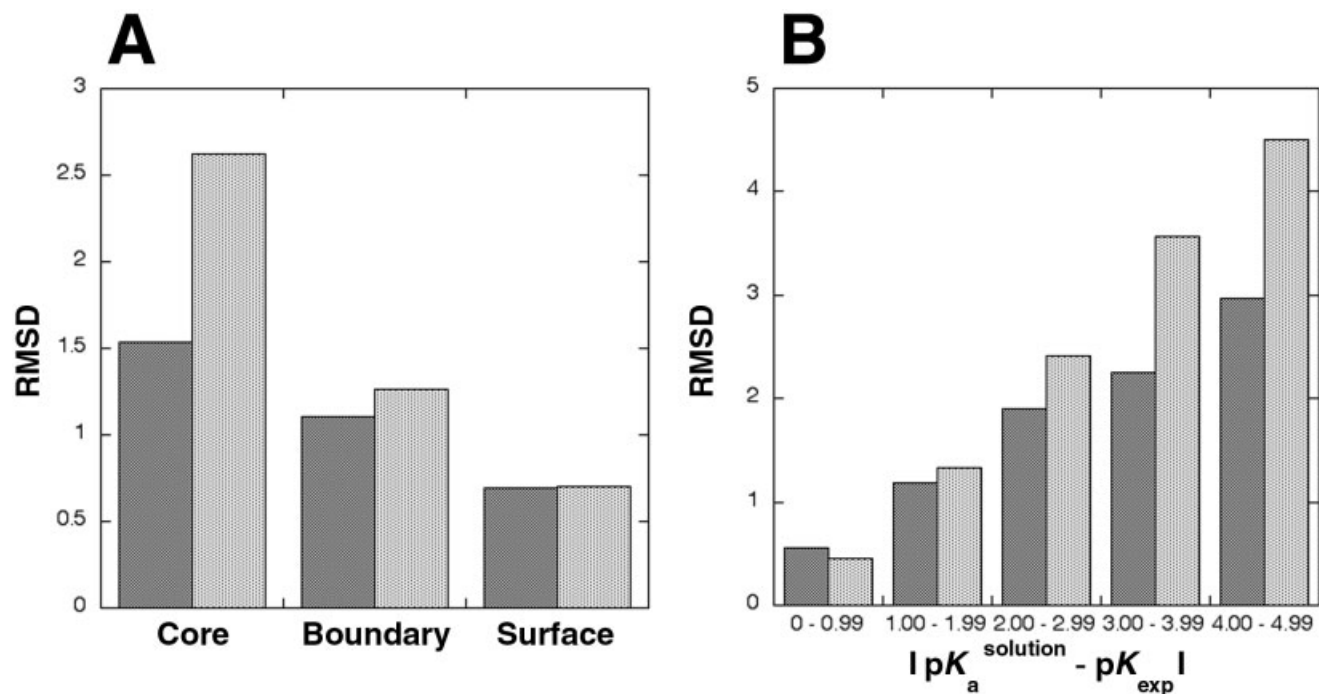 A
B
RMSD
3
2.5
2
1.5
1
0.5
0
Core Boundary Surface
RMSD
5
4
3
2
1
0
0 - 0.99 1.00 - 1.99 2.00 - 2.99 3.00 - 3.99 4.00 - 4.99
| pKₐ^solution - pK_exp |